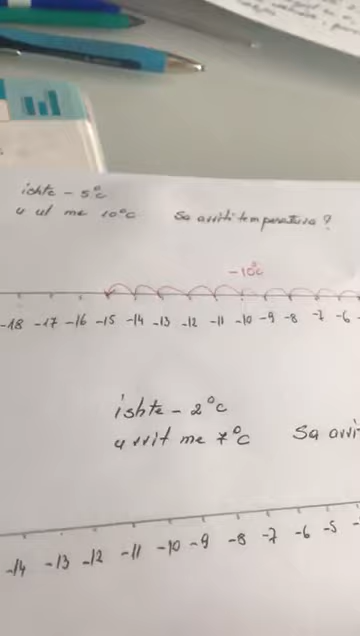 ishte - 5°c
u ul me 10°c Sa arriti temperatura?
-10°c
-18 -17 -16 -15 -14 -13 -12 -11 -10 -9 -8 -7 -6
ishte - 2°c
u rrit me 7°c Sa arri
-14 -13 -12 -11 -10 -9 -8 -7 -6 -5